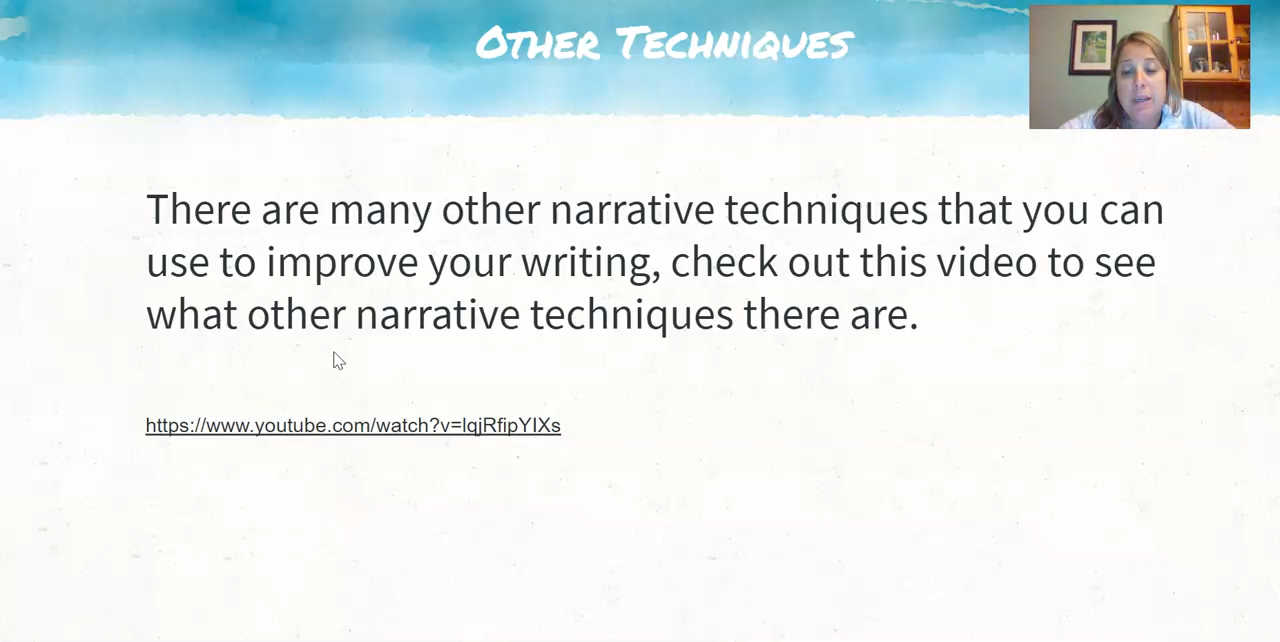 Other Techniques
There are many other narrative techniques that you can
use to improve your writing, check out this video to see
what other narrative techniques there are.
https://www.youtube.com/watch?v=lqjRfipYIXs